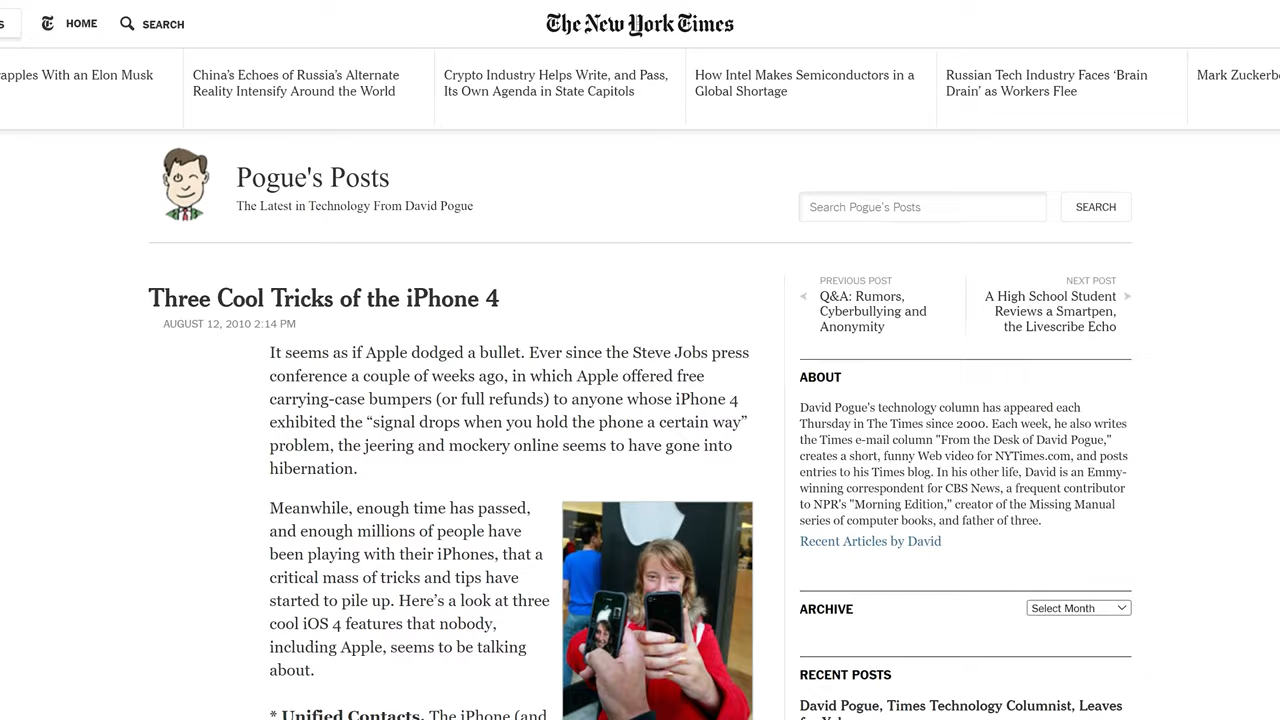 S
HOME
SEARCH
The New York Times
rapples With an Elon Musk
China's Echoes of Russia's Alternate
Reality Intensify Around the World
Crypto Industry Helps Write, and Pass,
Its Own Agenda in State Capitols
How Intel Makes Semiconductors in a
Global Shortage
Russian Tech Industry Faces ‘Brain
Drain’ as Workers Flee
Mark Zuckerbe
Pogue's Posts
The Latest in Technology From David Pogue
Search Pogue's Posts
SEARCH
Three Cool Tricks of the iPhone 4
AUGUST 12, 2010 2:14 PM
It seems as if Apple dodged a bullet. Ever since the Steve Jobs press
conference a couple of weeks ago, in which Apple offered free
carrying-case bumpers (or full refunds) to anyone whose iPhone 4
exhibited the “signal drops when you hold the phone a certain way”
problem, the jeering and mockery online seems to have gone into
hibernation.
Meanwhile, enough time has passed,
and enough millions of people have
been playing with their iPhones, that a
critical mass of tricks and tips have
started to pile up. Here’s a look at three
cool iOS 4 features that nobody,
including Apple, seems to be talking
about.
* Unified Contacts. The iPhone (and
PREVIOUS POST
Q&A: Rumors,
Cyberbullying and
Anonymity
NEXT POST
A High School Student
Reviews a Smartpen,
the Livescribe Echo
ABOUT
David Pogue's technology column has appeared each
Thursday in The Times since 2000. Each week, he also writes
the Times e-mail column "From the Desk of David Pogue,"
creates a short, funny Web video for NYTimes.com, and posts
entries to his Times blog. In his other life, David is an Emmy-
winning correspondent for CBS News, a frequent contributor
to NPR's "Morning Edition," creator of the Missing Manual
series of computer books, and father of three.
Recent Articles by David
ARCHIVE
Select Month
RECENT POSTS
David Pogue, Times Technology Columnist, Leaves